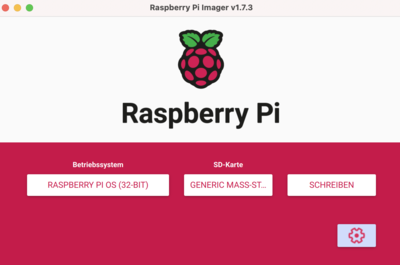 Raspberry Pi Imager v1.7.3
Raspberry Pi
Betriebssystem
SD-Karte
RASPBERRY PI OS (32-BIT)
GENERIC MASS-ST...
SCHREIBEN